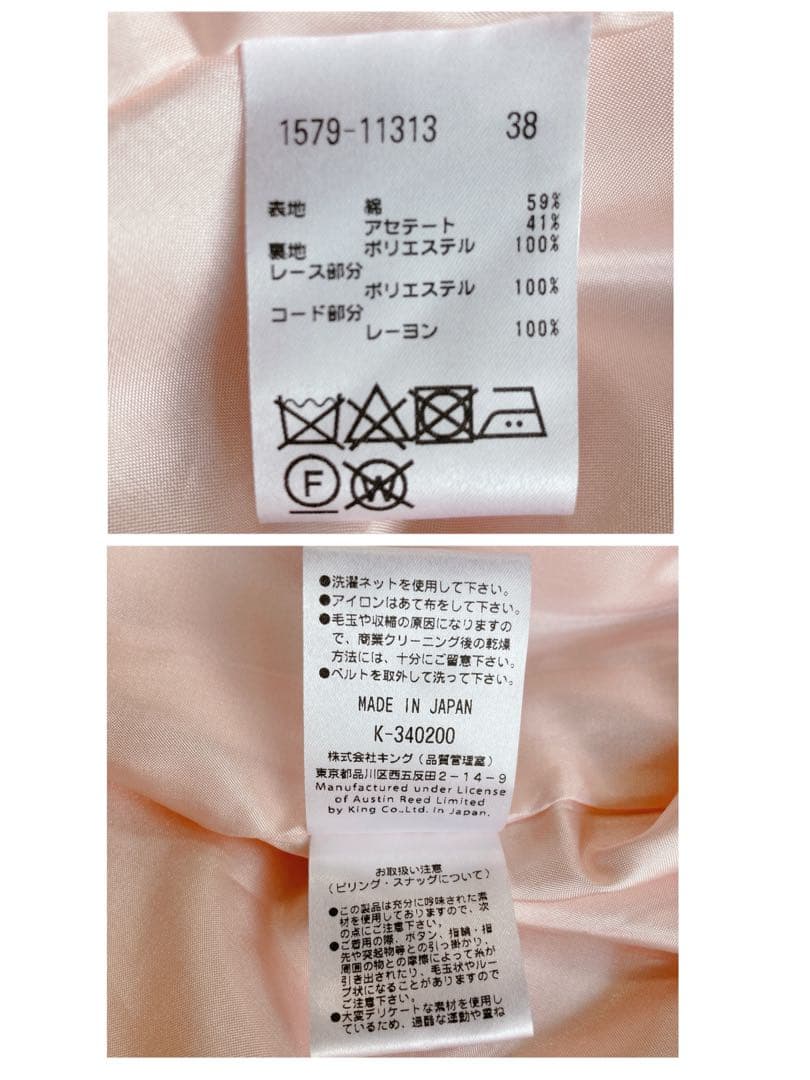 1579-11313 38
表地 綿 59%
アセテート 41%
裏地 ポリエステル 100%
レース部分
ポリエステル 100%
コード部分
レーヨン 100%
F W
●洗濯ネットを使用して下さい。
●アイロンはあて布をして下さい。
●毛玉や収縮の原因になりますの
で、商業クリーニング後の乾燥
方法には、十分にご留意下さい。
●ベルトを取外して洗って下さい。
MADE IN JAPAN
K-340200
株式会社キング(品質管理室)
東京都品川区西五反田2-14-9
Manufactured under License
of Austin Reed Limited
by King Co.,Ltd. in Japan.
お取扱い注意
(ピリング・スナッグについて)
●この製品は充分に吟味された素
材を使用しておりますので、次
の点にご注意下さい。
●ご着用の際、ボタン、指輪・指
先や突起物等との引っ掛かり、
周囲の物との摩擦によって糸が
引き出されたり、毛玉状やルー
プ状になることがありますので
ご注意下さい。
●大変デリケートな素材を使用し
ているため、過酷な運動や重ね